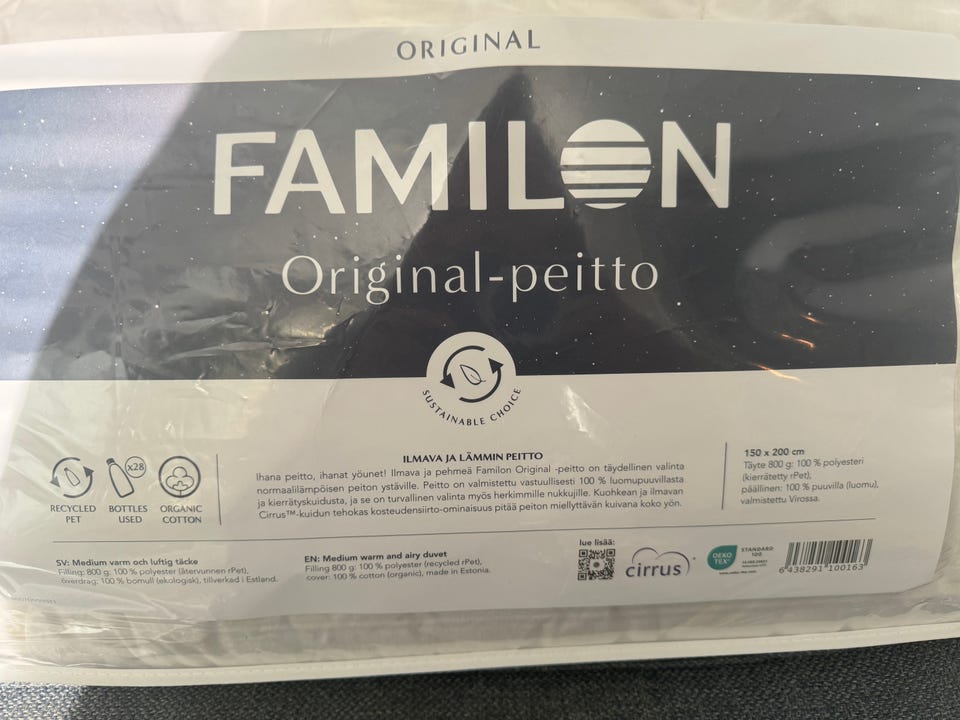 ORIGINAL
FAMILON
Original-peitto
SUSTAINABLE CHOICE
RECYCLED
PET
x28
BOTTLES
USED
ORGANIC
COTTON
ILMAVA JA LÄMMIN PEITTO
Ihana peitto, ihanat yöunet! Ilmava ja pehmeä Familon Original -peitto on täydellinen valinta
normaalilämpöisen peiton ystäville. Peitto on valmistettu vastuullisesti 100 % luomupuuvillasta
ja kierrätyskuidusta, ja se on turvallinen valinta myös herkimmille nukkujille. Kuohkean ja ilmavan
Cirrus™-kuidun tehokas kosteudensiirto-ominaisuus pitää peiton miellyttävän kuivana koko yön.
150 x 200 cm
Täyte 800 g: 100 % polyesteri
(kierrätetty rPet),
päällinen: 100 % puuvilla (luomu),
valmistettu Virossa.
SV: Medium varm och luftig täcke
Fillling: 800 g: 100 % polyester (återvunnen rPet),
överdrag: 100 % bomull (ekologisk), tillverkad i Estland.
EN: Medium warm and airy duvet
Filling 800 g: 100 % polyester (recycled rPet),
cover: 100 % cotton (organic), made in Estonia.
lue lisää:
cirrus
OEKO
TEX
STANDARD
100
6 438291 100163